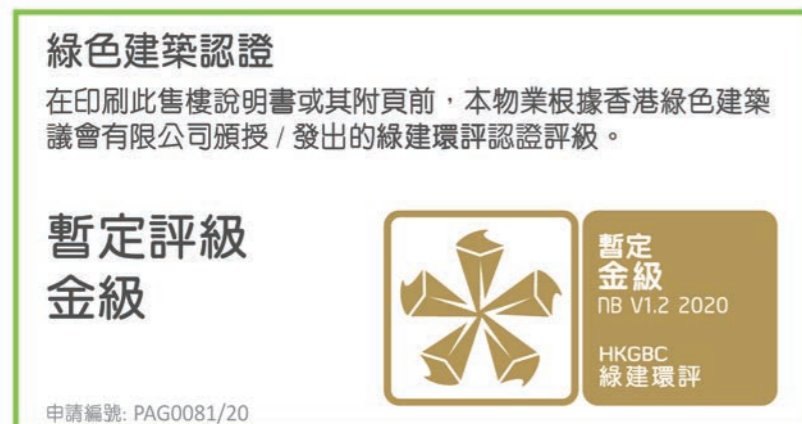 綠色建築認證
在印刷此售樓說明書或其附頁前，本物業根據香港綠色建築
議會有限公司頒授 / 發出的綠建環評認證評級。
暫定評級
金級
暫定
金級
NB V1.2 2020
HKGBC
綠建環評
申請編號: PAG0081/20